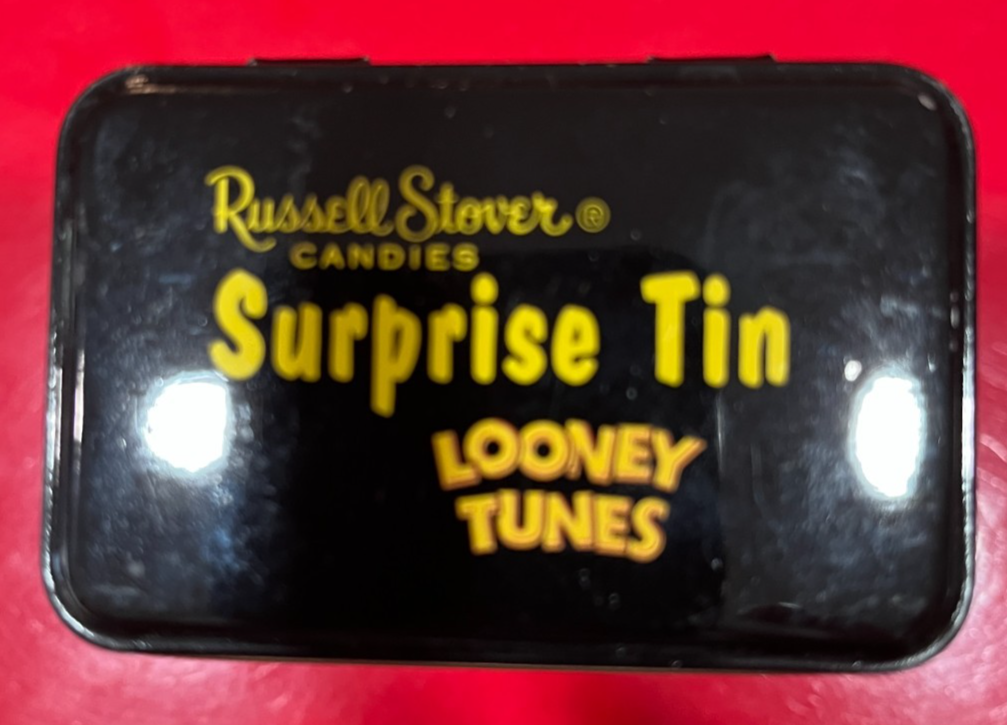 Russell Stover®
CANDIES
Surprise Tin
LOONEY
TUNES